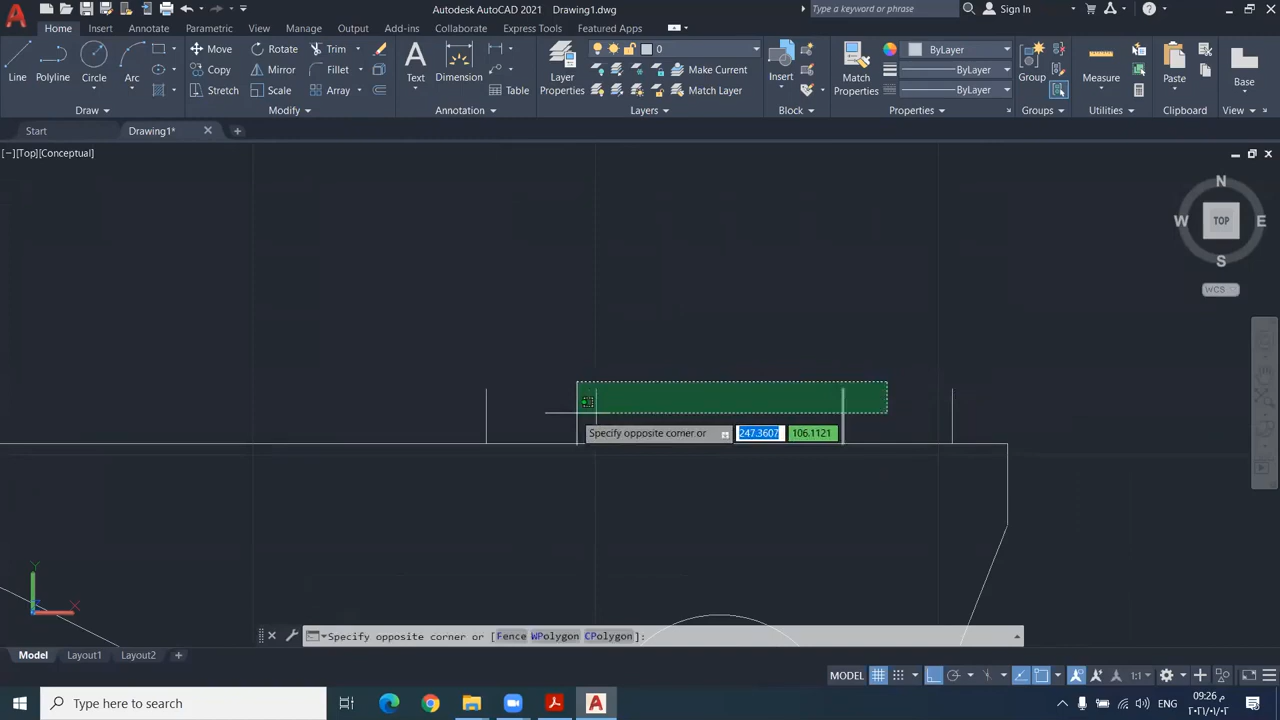 Autodesk AutoCAD 2021 Drawing1.dwg
Type a keyword or phrase
Sign In
Home Insert Annotate Parametric View Manage Output Add-ins Collaborate Express Tools Featured Apps
Line
Polyline
Circle
Arc
Move
Rotate
Trim
Copy
Mirror
Fillet
Stretch
Scale
Array
Text
Dimension
Table
Layer
Properties
0
Make Current
Match Layer
Insert
Match
Properties
ByLayer
ByLayer
ByLayer
Group
Measure
Paste
Base
Draw
Modify
Annotation
Layers
Block
Properties
Groups
Utilities
Clipboard
View
Start
Drawing1*
[−][Top][Conceptual]
N
W
TOP
E
S
WCS
Specify opposite corner or
247.3607
106.1121
Y
X
Specify opposite corner or [Fence WPolygon CPolygon]:
Model
Layout1
Layout2
MODEL
1:1
Type here to search